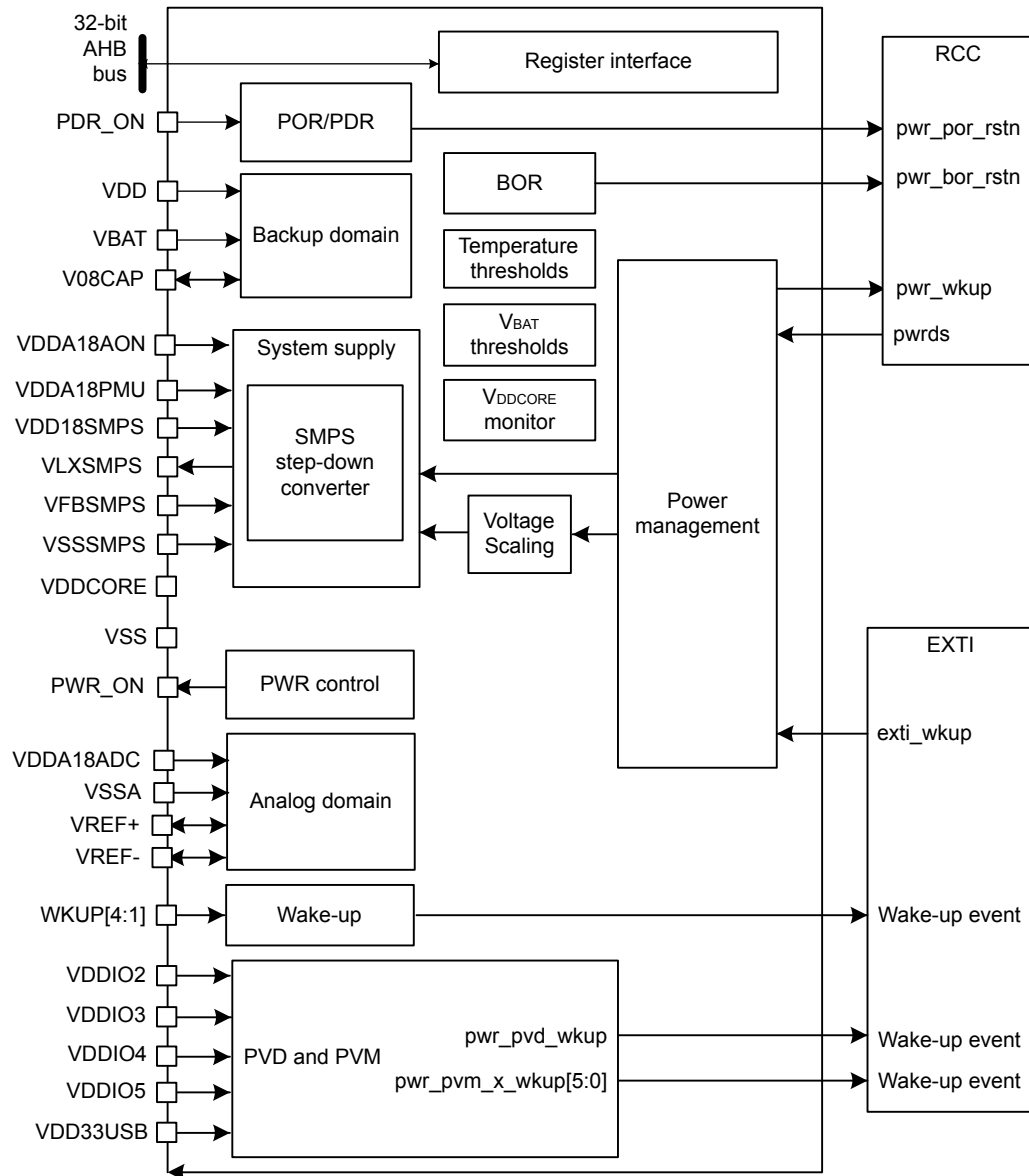 32-bit
AHB
bus
Register interface
RCC
PDR_ON
POR/PDR
pwr_por_rstn
VDD
BOR
pwr_bor_rstn
VBAT
Backup domain
Temperature
thresholds
V08CAP
pwr_wkup
VDDA18AON
System supply
VBAT
thresholds
pwrds
VDDA18PMU
VDDCORE
monitor
VDD18SMPS
SMPS
step-down
converter
VLXSMPS
VFBSMPS
Voltage
Scaling
Power
management
VSSSMPS
VDDCORE
VSS
EXTI
PWR_ON
PWR control
exti_wkup
VDDA18ADC
VSSA
Analog domain
VREF+
VREF-
WKUP[4:1]
Wake-up
Wake-up event
VDDIO2
VDDIO3
pwr_pvd_wkup
Wake-up event
VDDIO4
PVD and PVM
pwr_pvm_x_wkup[5:0]
Wake-up event
VDDIO5
VDD33USB